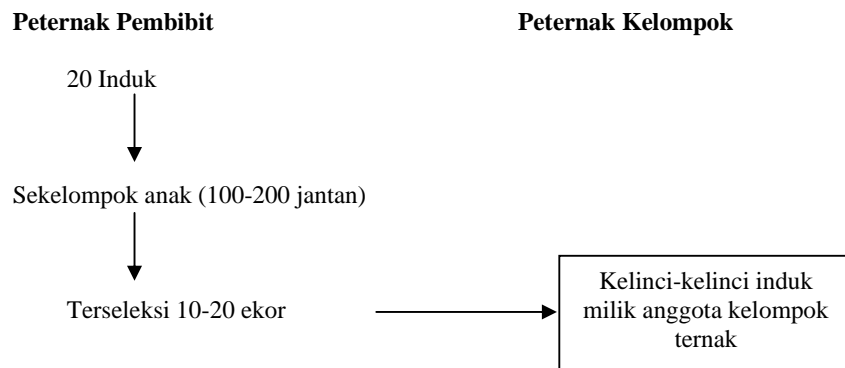 Peternak Pembibit
Peternak Kelompok
20 Induk
Sekelompok anak (100-200 jantan)
Terseleksi 10-20 ekor
Kelinci-kelinci induk
milik anggota kelompok
ternak